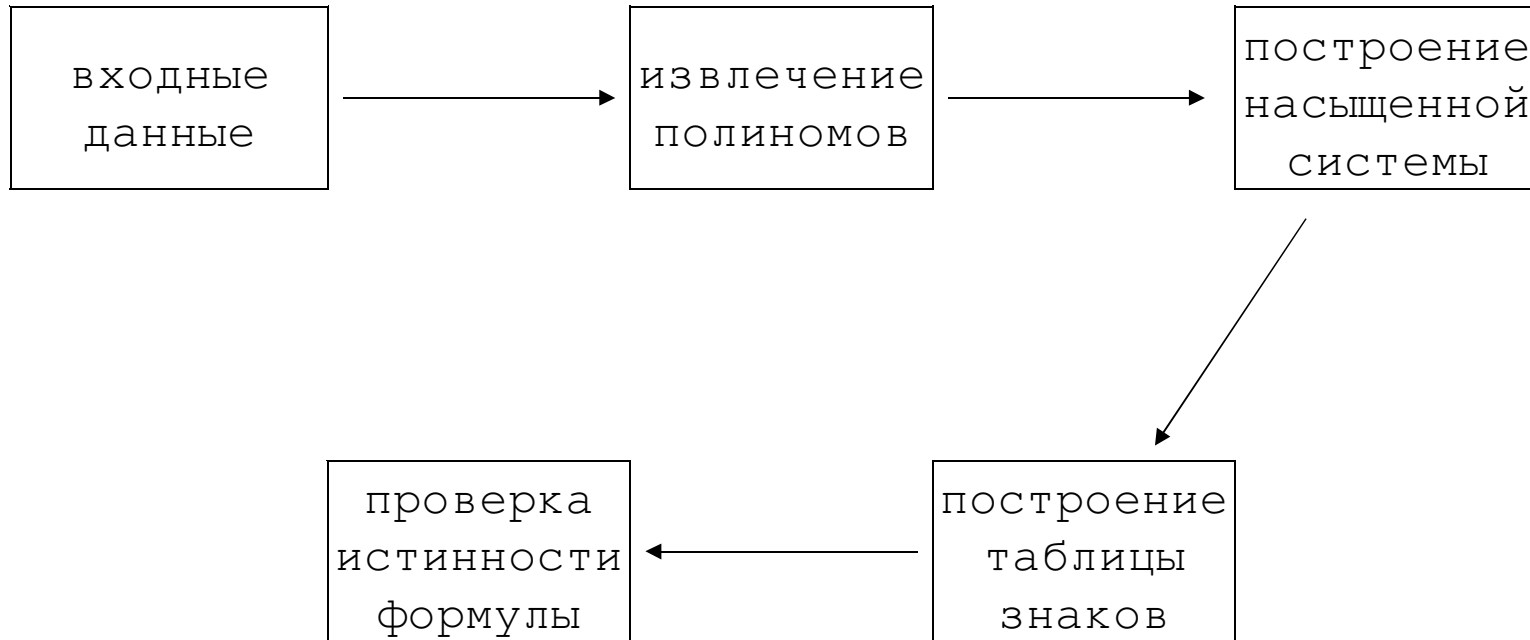 входные
данные
извлечение
полиномов
построение
насыщенной
системы
построение
таблицы
знаков
проверка
истинности
формулы